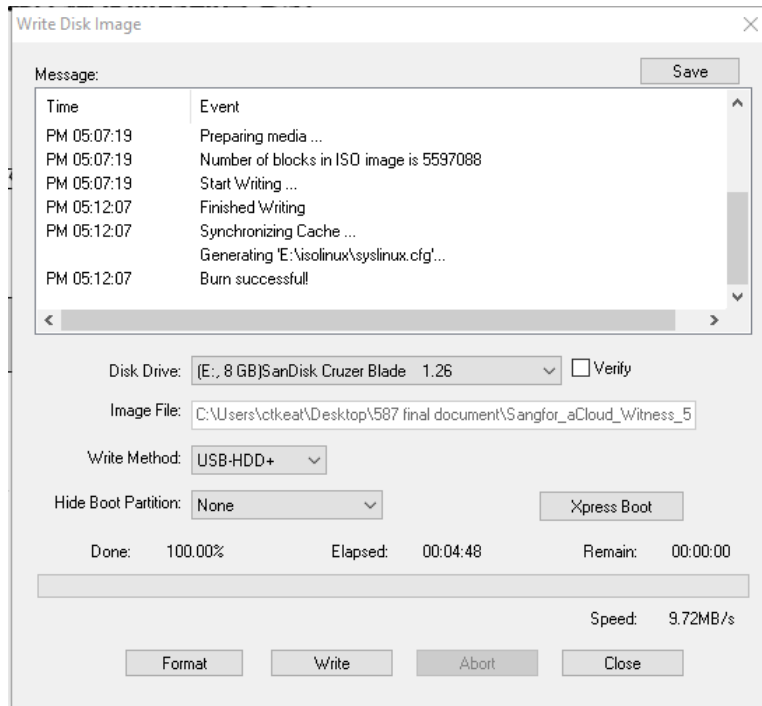 Write Disk Image
Message:
Save
Time Event
PM 05:07:19 Preparing media ...
PM 05:07:19 Number of blocks in ISO image is 5597088
PM 05:07:19 Start Writing ...
PM 05:12:07 Finished Writing
PM 05:12:07 Synchronizing Cache ...
Generating 'E:\isolinux\syslinux.cfg'...
PM 05:12:07 Burn successful!
Disk Drive: (E:, 8 GB)SanDisk Cruzer Blade 1.26 Verify
Image File: C:\Users\ctkeat\Desktop\587 final document\Sangfor_aCloud_Witness_5
Write Method: USB-HDD+
Hide Boot Partition: None Xpress Boot
Done: 100.00% Elapsed: 00:04:48 Remain: 00:00:00
Speed: 9.72MB/s
Format Write Abort Close